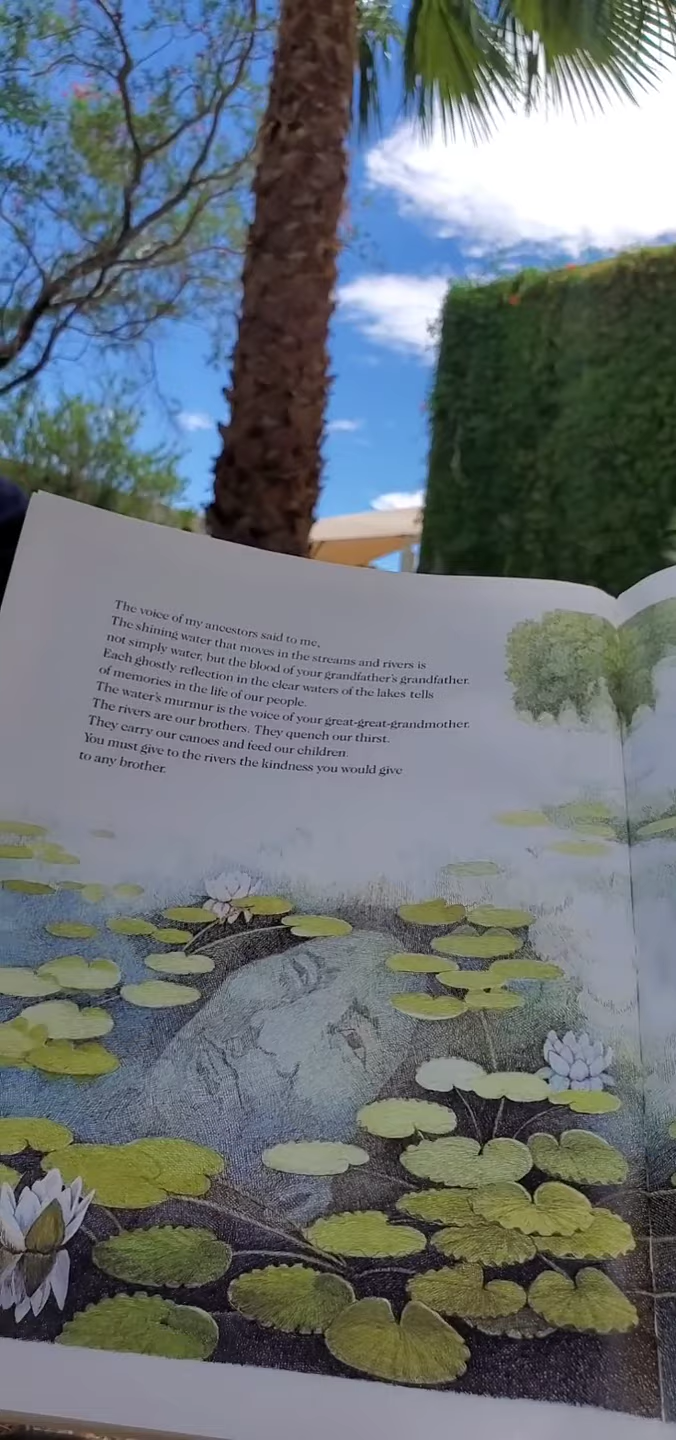 The voice of my ancestors said to me,
The shining water that moves in the streams and rivers is
not simply water, but the blood of your grandfather's grandfather.
Each ghostly reflection in the clear waters of the lakes tells
of memories in the life of our people.
The water's murmur is the voice of your great-great-grandmother.
The rivers are our brothers. They quench our thirst.
They carry our canoes and feed our children.
You must give to the rivers the kindness you would give
to any brother.